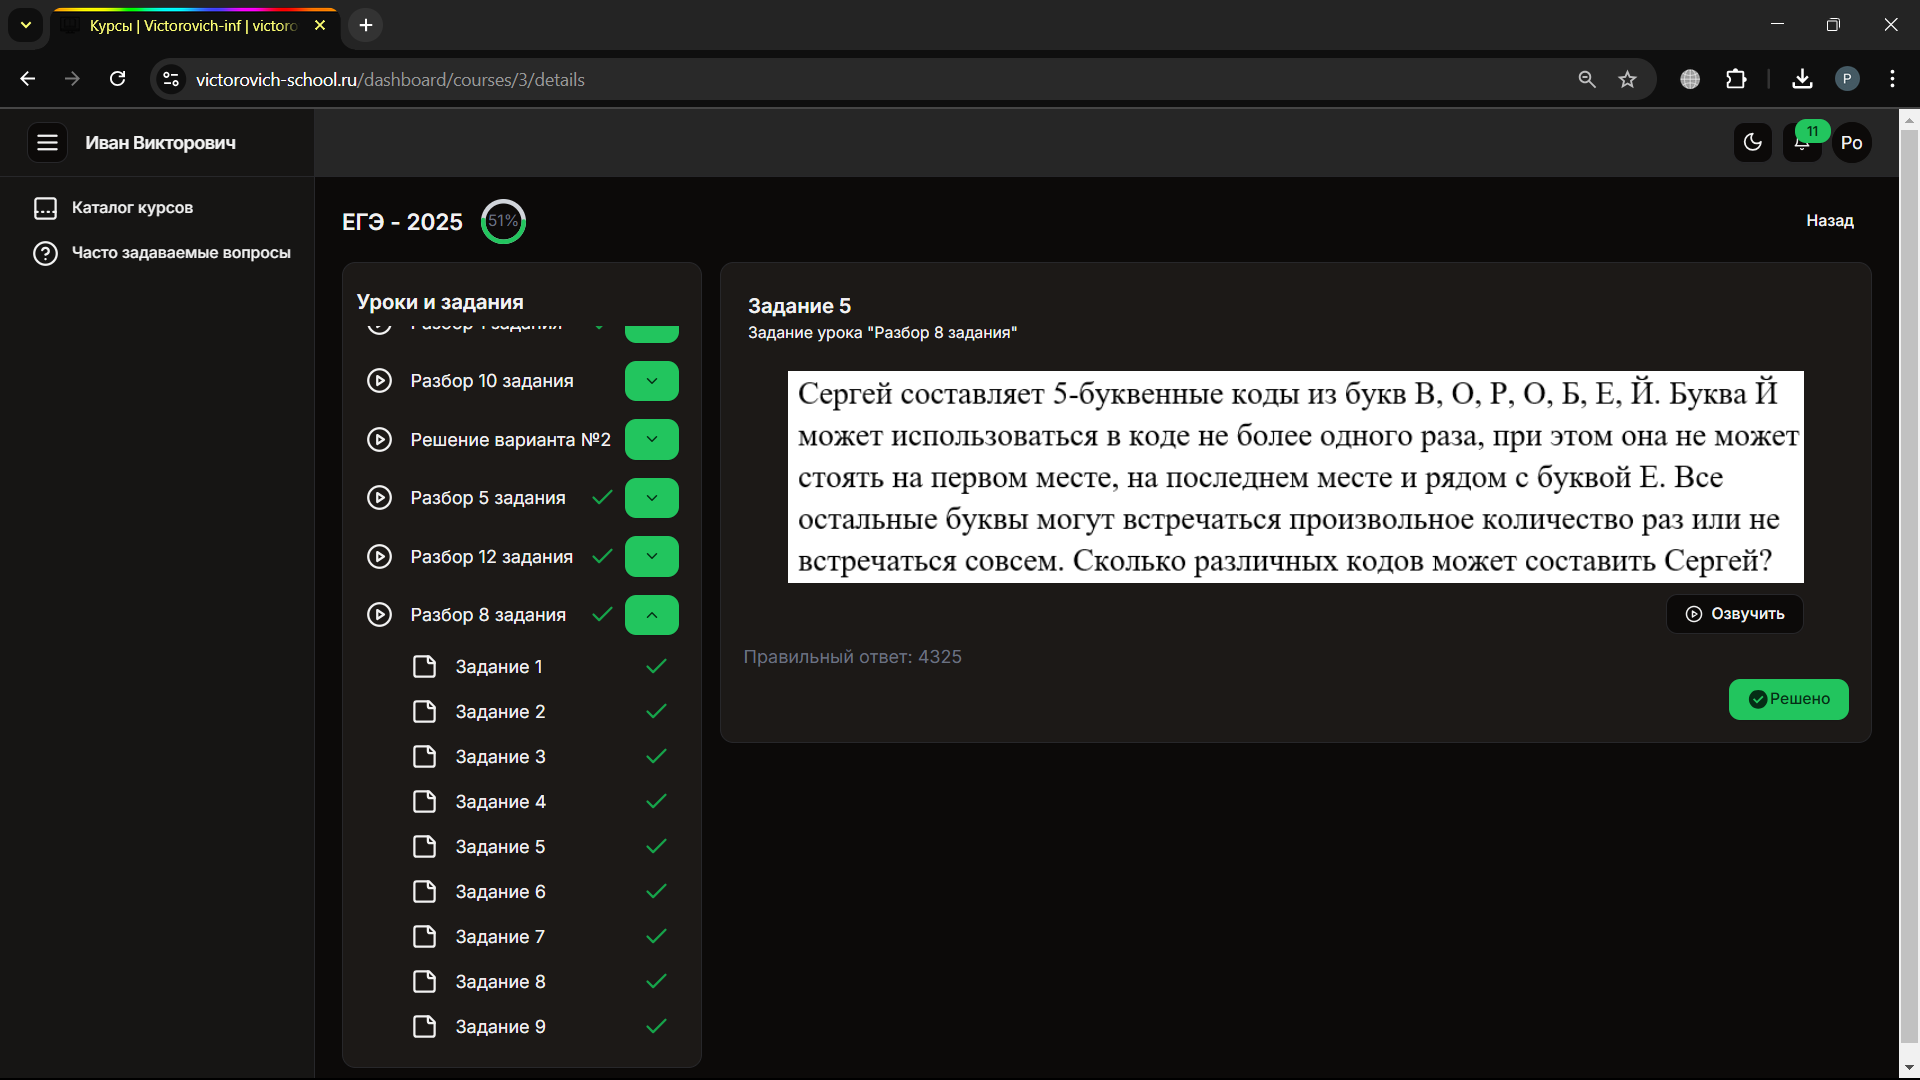 Курсы | Victorovich-inf | victoro
victorovich-school.ru/dashboard/courses/3/details
P
Иван Викторович
11
Po
Каталог курсов
Часто задаваемые вопросы
ЕГЭ - 2025
51%
Назад
Уроки и задания
Разбор 10 задания
Решение варианта №2
Разбор 5 задания
Разбор 12 задания
Разбор 8 задания
Задание 1
Задание 2
Задание 3
Задание 4
Задание 5
Задание 6
Задание 7
Задание 8
Задание 9
Задание 5
Задание урока "Разбор 8 задания"
Сергей составляет 5-буквенные коды из букв В, О, Р, О, Б, Е, Й. Буква Й
может использоваться в коде не более одного раза, при этом она не может
стоять на первом месте, на последнем месте и рядом с буквой Е. Все
остальные буквы могут встречаться произвольное количество раз или не
встречаться совсем. Сколько различных кодов может составить Сергей?
Озвучить
Правильный ответ: 4325
Решено